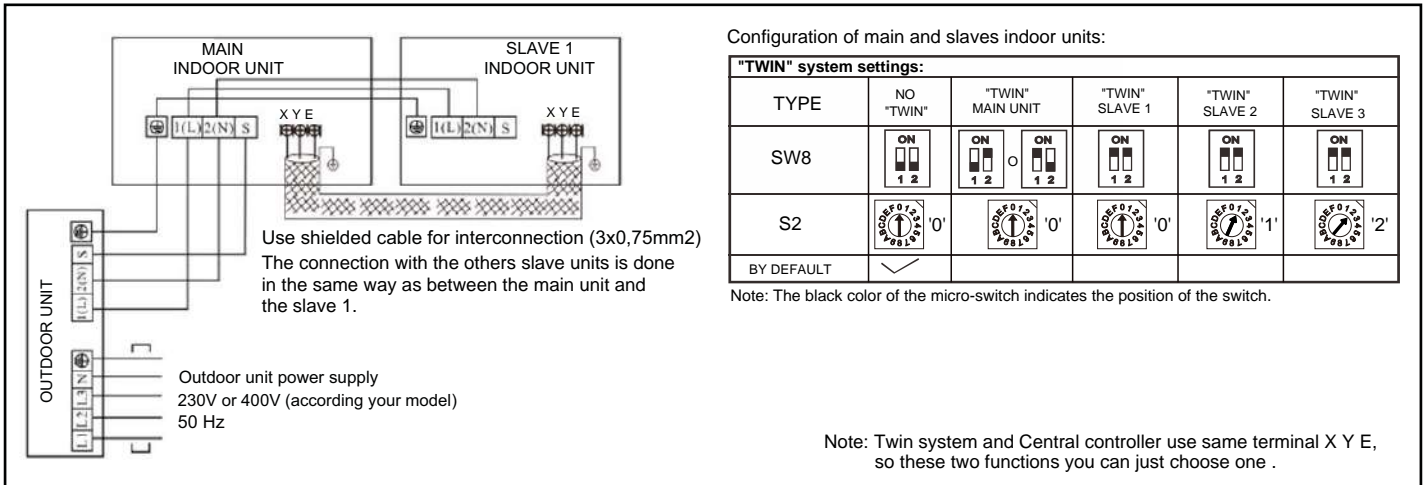 MAIN
INDOOR UNIT
SLAVE 1
INDOOR UNIT
X Y E
X Y E
1(L) 2(N) S
1(L) 2(N) S
OUTDOOR UNIT
S
2(N)
1(L)
N
L3
L2
L1
Use shielded cable for interconnection (3x0,75mm2)
The connection with the others slave units is done
in the same way as between the main unit and
the slave 1.
Outdoor unit power supply
230V or 400V (according your model)
50 Hz
Configuration of main and slaves indoor units:
"TWIN" system settings:
TYPE
NO
"TWIN"
"TWIN"
MAIN UNIT
"TWIN"
SLAVE 1
"TWIN"
SLAVE 2
"TWIN"
SLAVE 3
SW8
ON
1 2
ON
1 2
O
ON
1 2
ON
1 2
ON
1 2
ON
1 2
S2
0123456789ABCDEF
'0'
0123456789ABCDEF
'0'
0123456789ABCDEF
'0'
0123456789ABCDEF
'1'
0123456789ABCDEF
'2'
BY DEFAULT
Note: The black color of the micro-switch indicates the position of the switch.
Note: Twin system and Central controller use same terminal X Y E,
so these two functions you can just choose one .